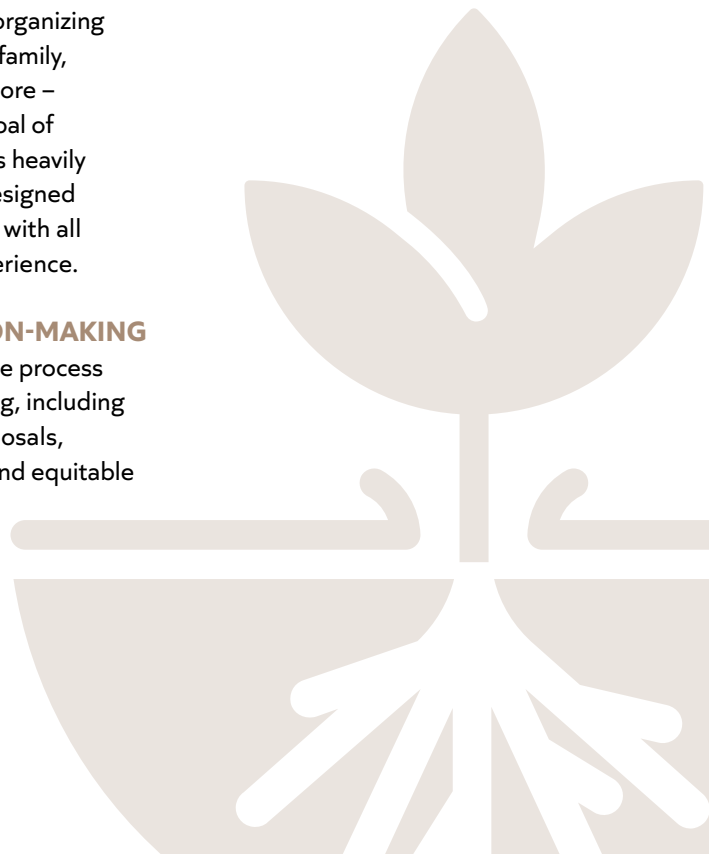 organizing
family,
ore –
oal of
s heavily
esigned
with all
erience.
ON-MAKING
e process
g, including
osals,
nd equitable